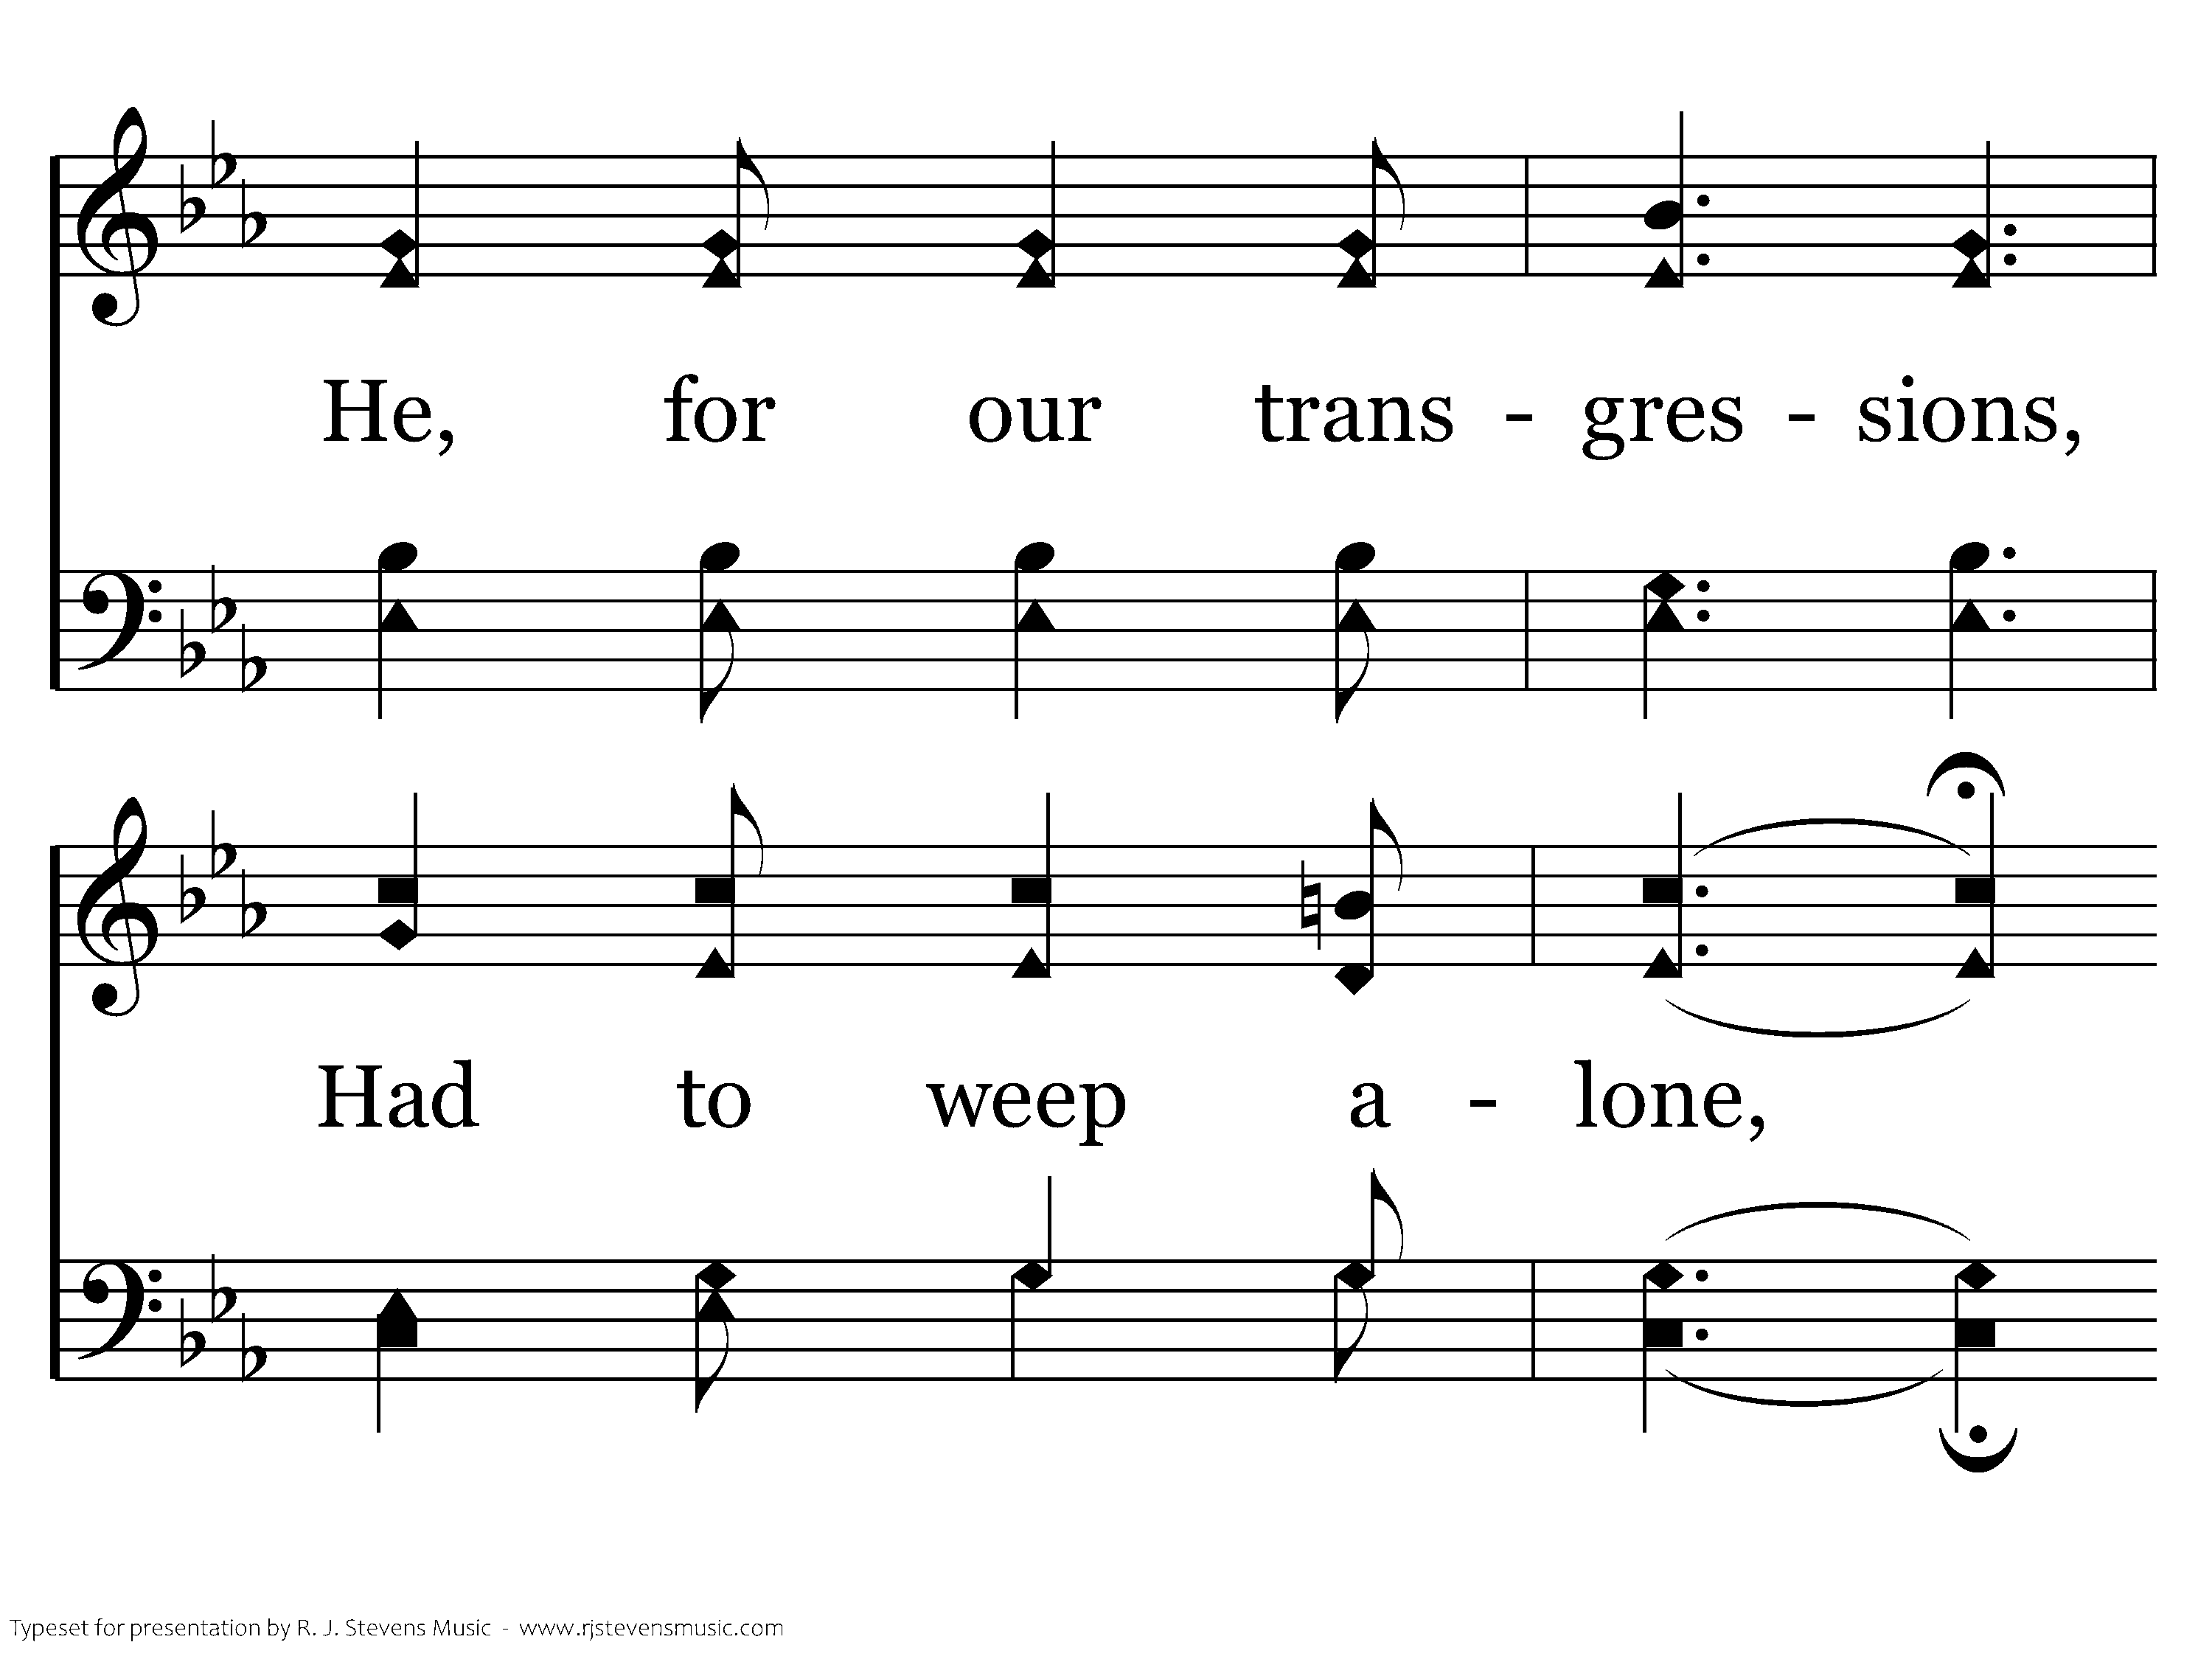 He, for our trans - gres - sions,
Had to weep a - lone,
Typeset for presentation by R. J. Stevens Music - www.rjstevensmusic.com